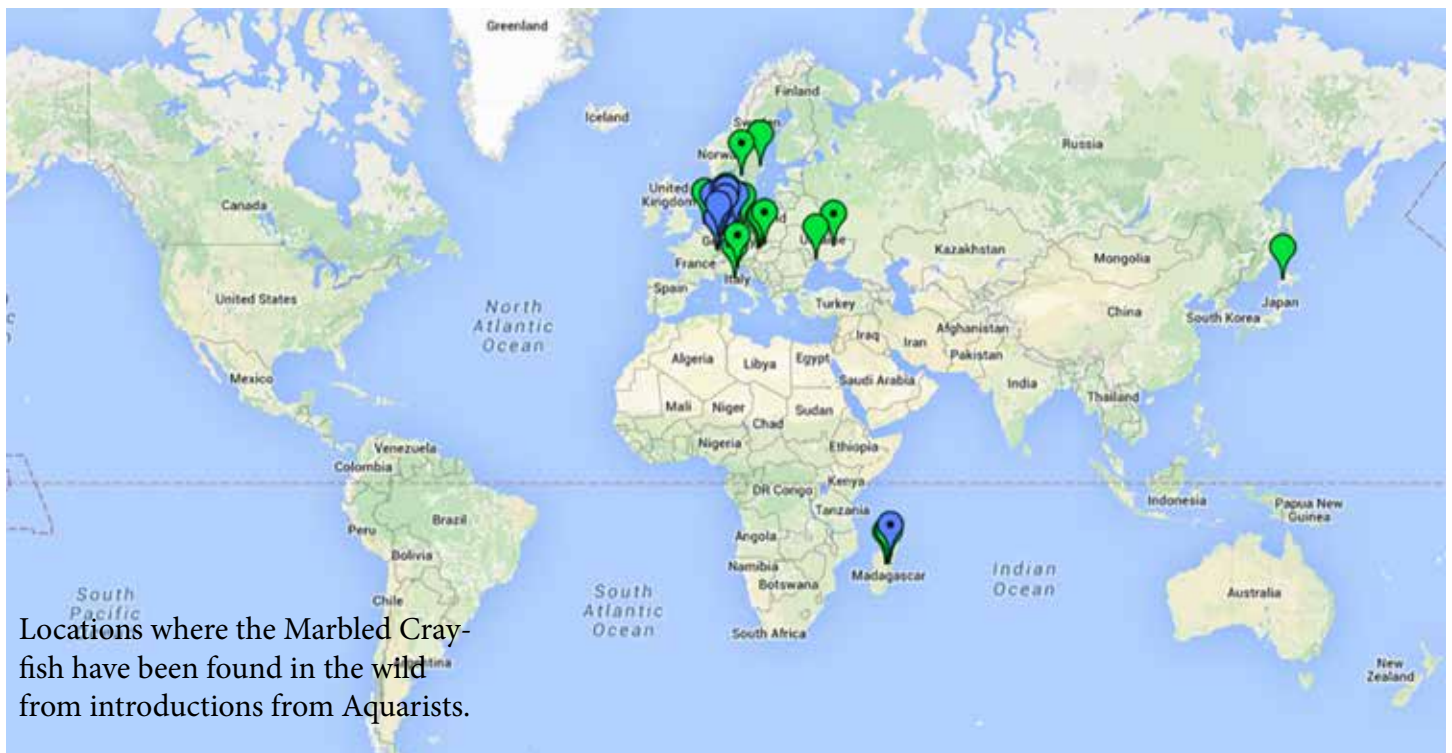 Greenland
Finland
Iceland
Sweden
Russia
Norway
United
Kingdom
Canada
Kazakhstan
Mongolia
France
Italy
Spain
Japan
United States
North
Atlantic
Ocean
Turkey
China
South Korea
Afghanistan
Iraq
Iran
Algeria
Libya
Egypt
Pakistan
Mexico
Saudi Arabia
India
Mali
Niger
Sudan
Thailand
Chad
Nigeria
Ethiopia
Venezuela
Colombia
DR Congo
Kenya
Indonesia
Papua New
Guinea
Tanzania
Brazil
Peru
Angola
Bolivia
Namibia
Madagascar
Indian
Ocean
Botswana
Australia
South
Pacific
Ocean
Chile
South
Atlantic
Ocean
South Africa
Argentina
New
Zealand
Locations where the Marbled Cray-
fish have been found in the wild
from introductions from Aquarists.